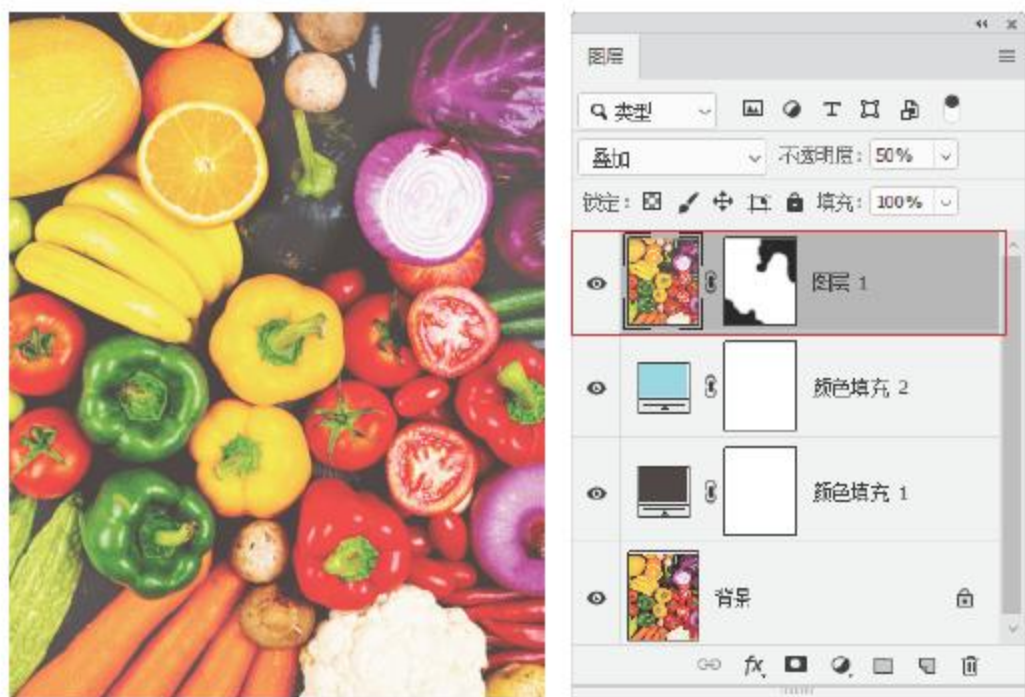 图层
类型
T
叠加 不透明度: 50%
锁定: 填充: 100%
图层 1
颜色填充 2
颜色填充 1
背景
fx